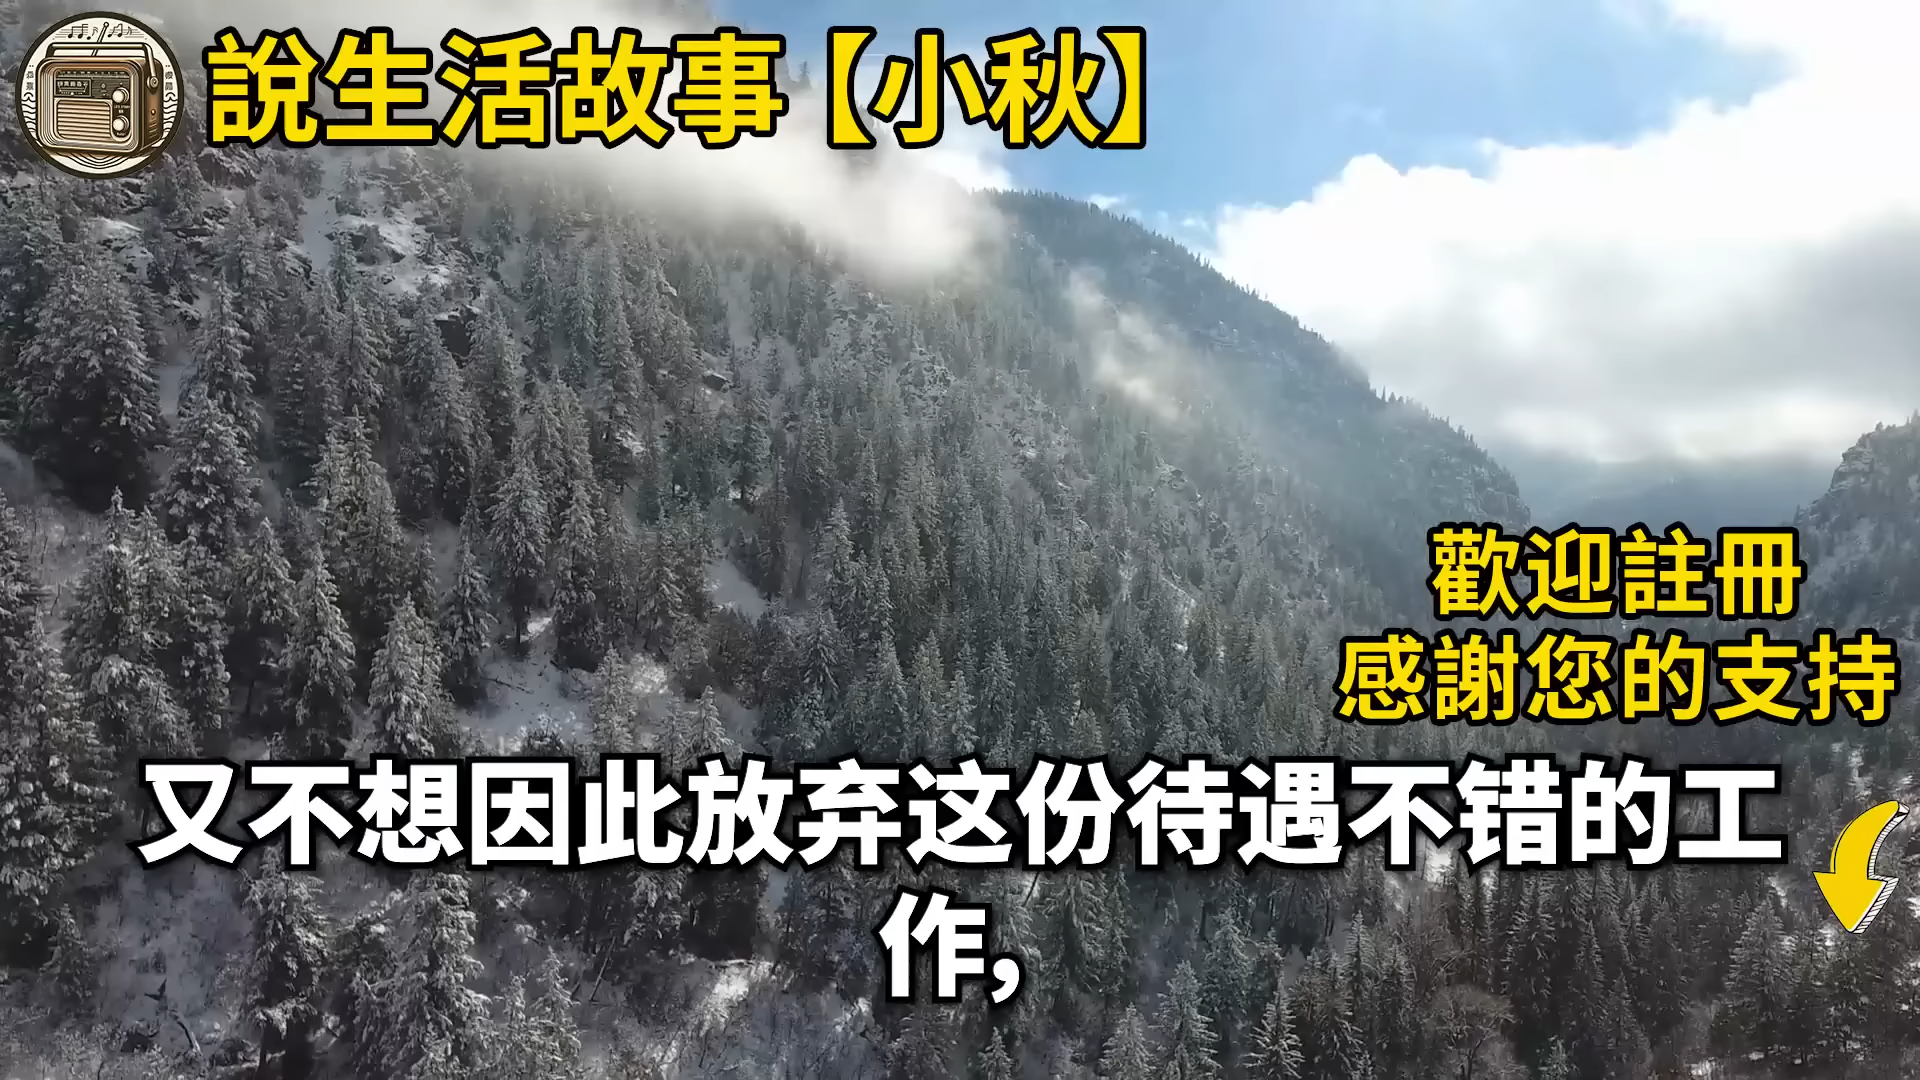 說生活故事【小秋】
歡迎註冊
感謝您的支持
又不想因此放弃这份待遇不错的工
作,